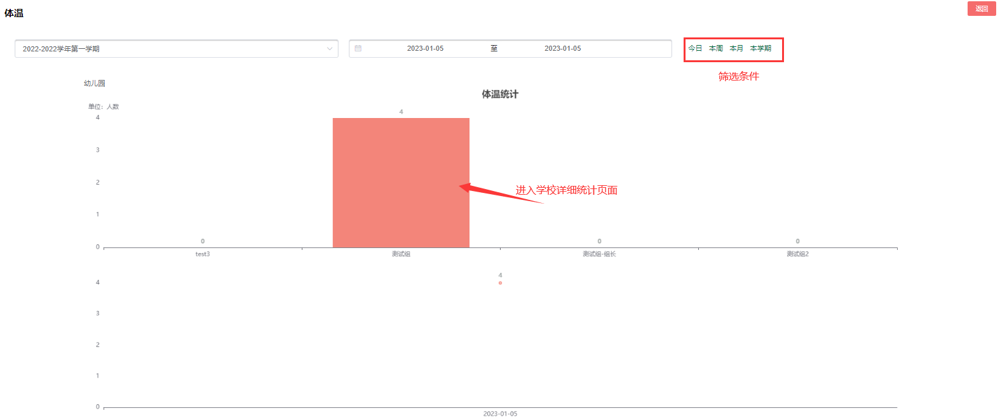 体温
返回
2022-2022学年第一学期
2023-01-05 至 2023-01-05
今日 本周 本月 本学期
筛选条件
幼儿园
体温统计
单位：人数
4
4
3
2
进入学校详细统计页面
1
0
0
0
0
test3
测试组
测试组-组长
测试组2
4
4
3
2
1
0
2023-01-05